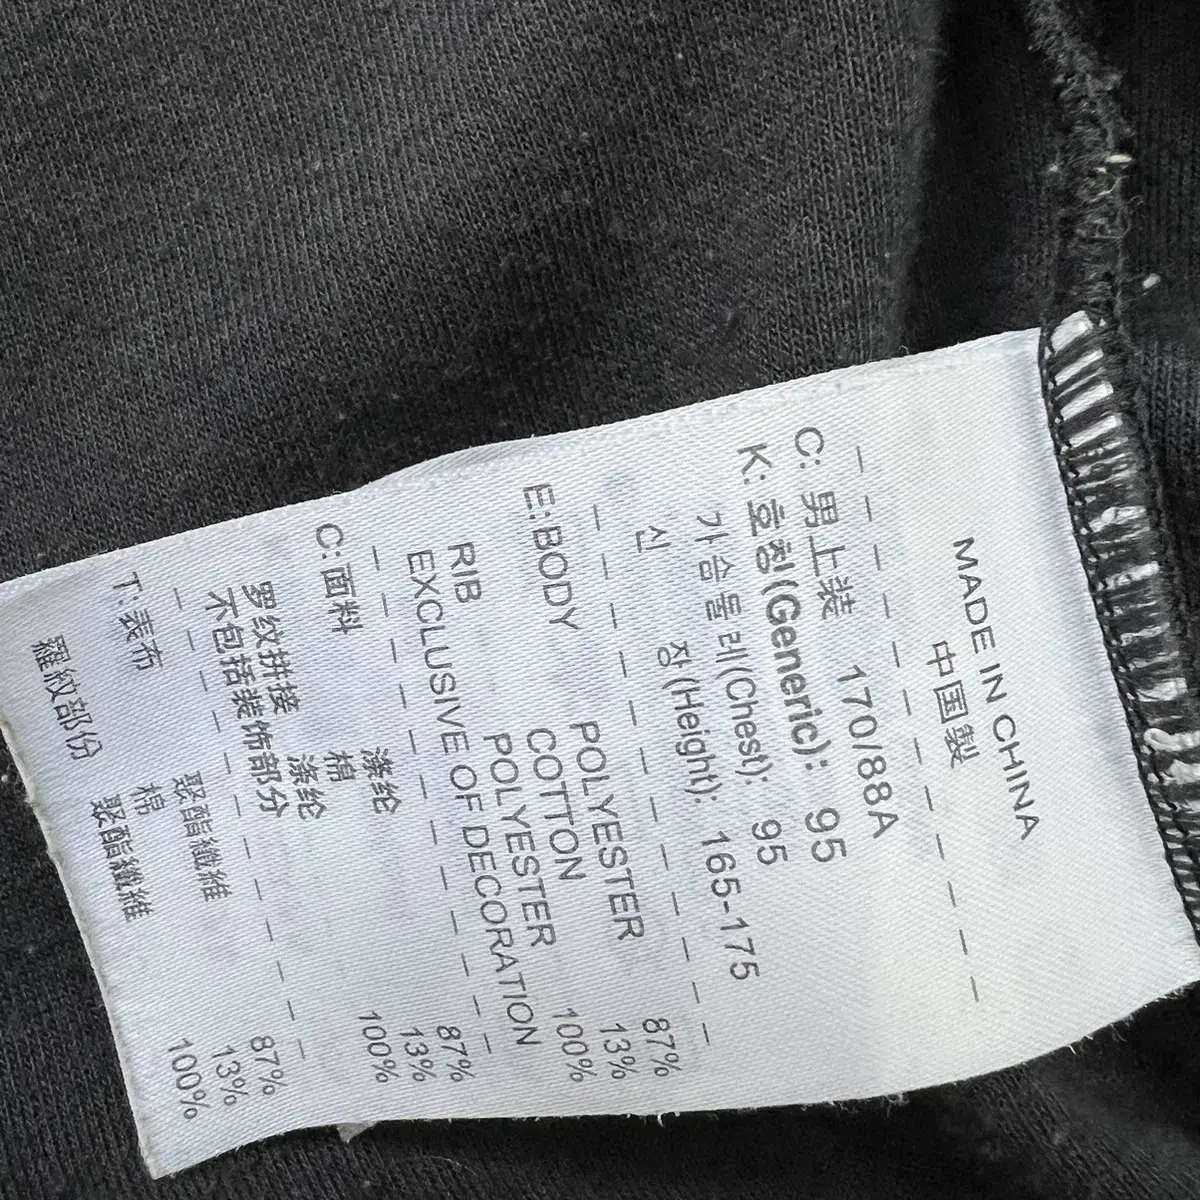 MADE IN CHINA
中国製
C: 男上装 170/88A
K: 호칭(Generic): 95
가슴둘레(Chest): 95
신 장(Height): 165-175
E:BODY POLYESTER 87%
COTTON 13%
RIB POLYESTER 100%
EXCLUSIVE OF DECORATION
C:面料 涤纶 87%
棉 13%
罗纹拼接 涤纶 100%
不包括装饰部分
T:表布 聚酯纖維 87%
棉 13%
羅紋部份 聚酯纖維 100%